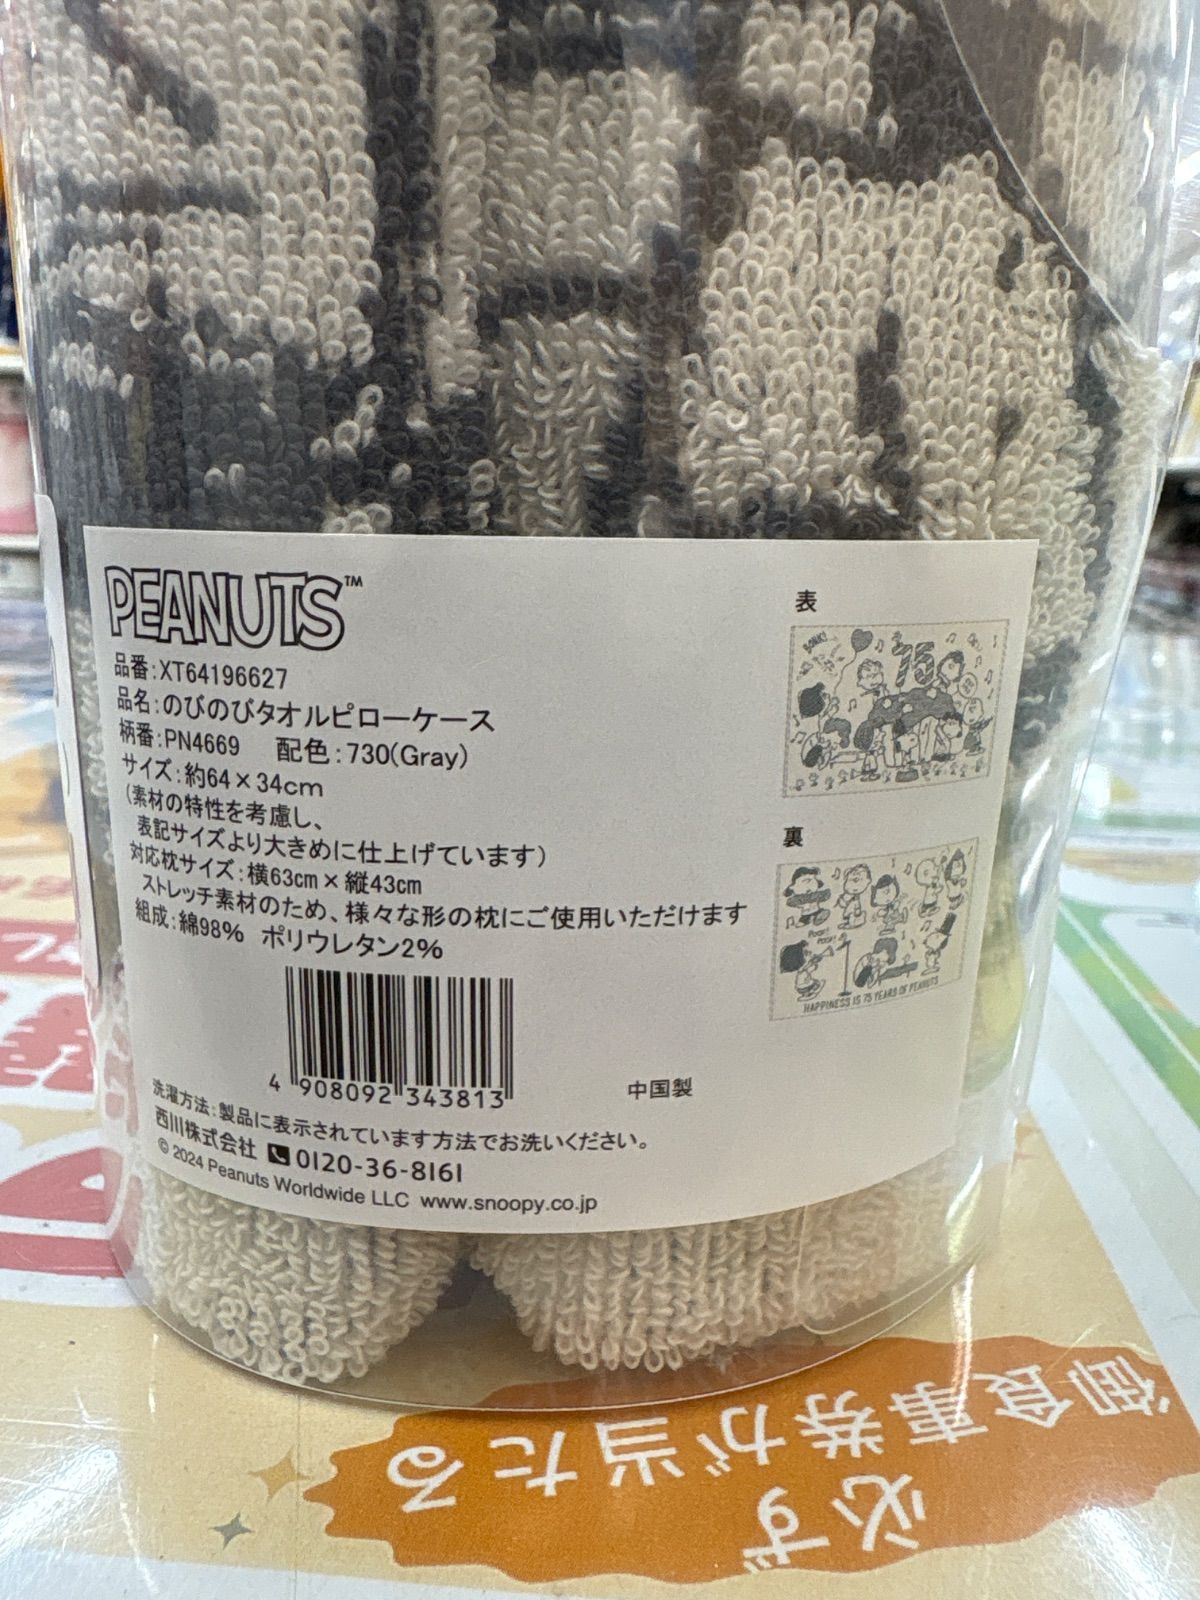 PEANUTS™
品番:XT64196627
品名:のびのびタオルピローケース
柄番:PN4669 配色:730(Gray)
サイズ:約64×34cm
(素材の特性を考慮し、
表記サイズより大きめに仕上げています)
対応枕サイズ:横63cm×縦43cm
ストレッチ素材のため、様々な形の枕にご使用いただけます
組成:綿98% ポリウレタン2%
4 908092 343813
中国製
洗濯方法:製品に表示されています方法でお洗いください。
西川株式会社 0120-36-8161
© 2024 Peanuts Worldwide LLC www.snoopy.co.jp
表
75
裏
POOF!
POOF!
HAPPINESS IS 75 YEARS OF PEANUTS
必ず
御食事券が当たる